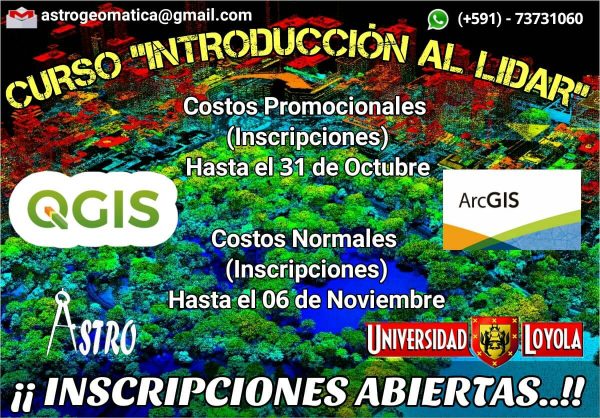 astrogeomatica@gmail.com
(+591) - 73731060
CURSO "INTRODUCCIÓN AL LIDAR"
Costos Promocionales
(Inscripciones)
Hasta el 31 de Octubre
QGIS
ArcGIS
Costos Normales
(Inscripciones)
Hasta el 06 de Noviembre
ASTRO
UNIVERSIDAD LOYOLA
¡¡ INSCRIPCIONES ABIERTAS..!!